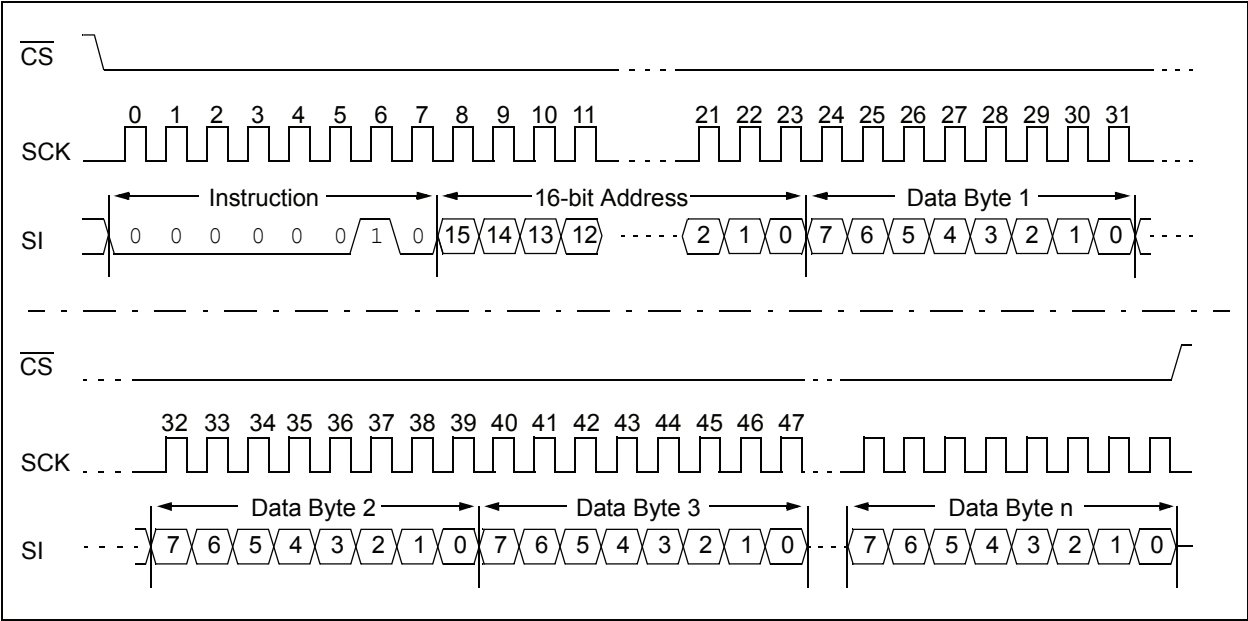 CS
0 1 2 3 4 5 6 7 8 9 10 11 21 22 23 24 25 26 27 28 29 30 31
SCK
Instruction 16-bit Address Data Byte 1
SI 0 0 0 0 0 0 1 0 15 14 13 12 2 1 0 7 6 5 4 3 2 1 0
CS
32 33 34 35 36 37 38 39 40 41 42 43 44 45 46 47
SCK
Data Byte 2 Data Byte 3 Data Byte n
SI 7 6 5 4 3 2 1 0 7 6 5 4 3 2 1 0 7 6 5 4 3 2 1 0